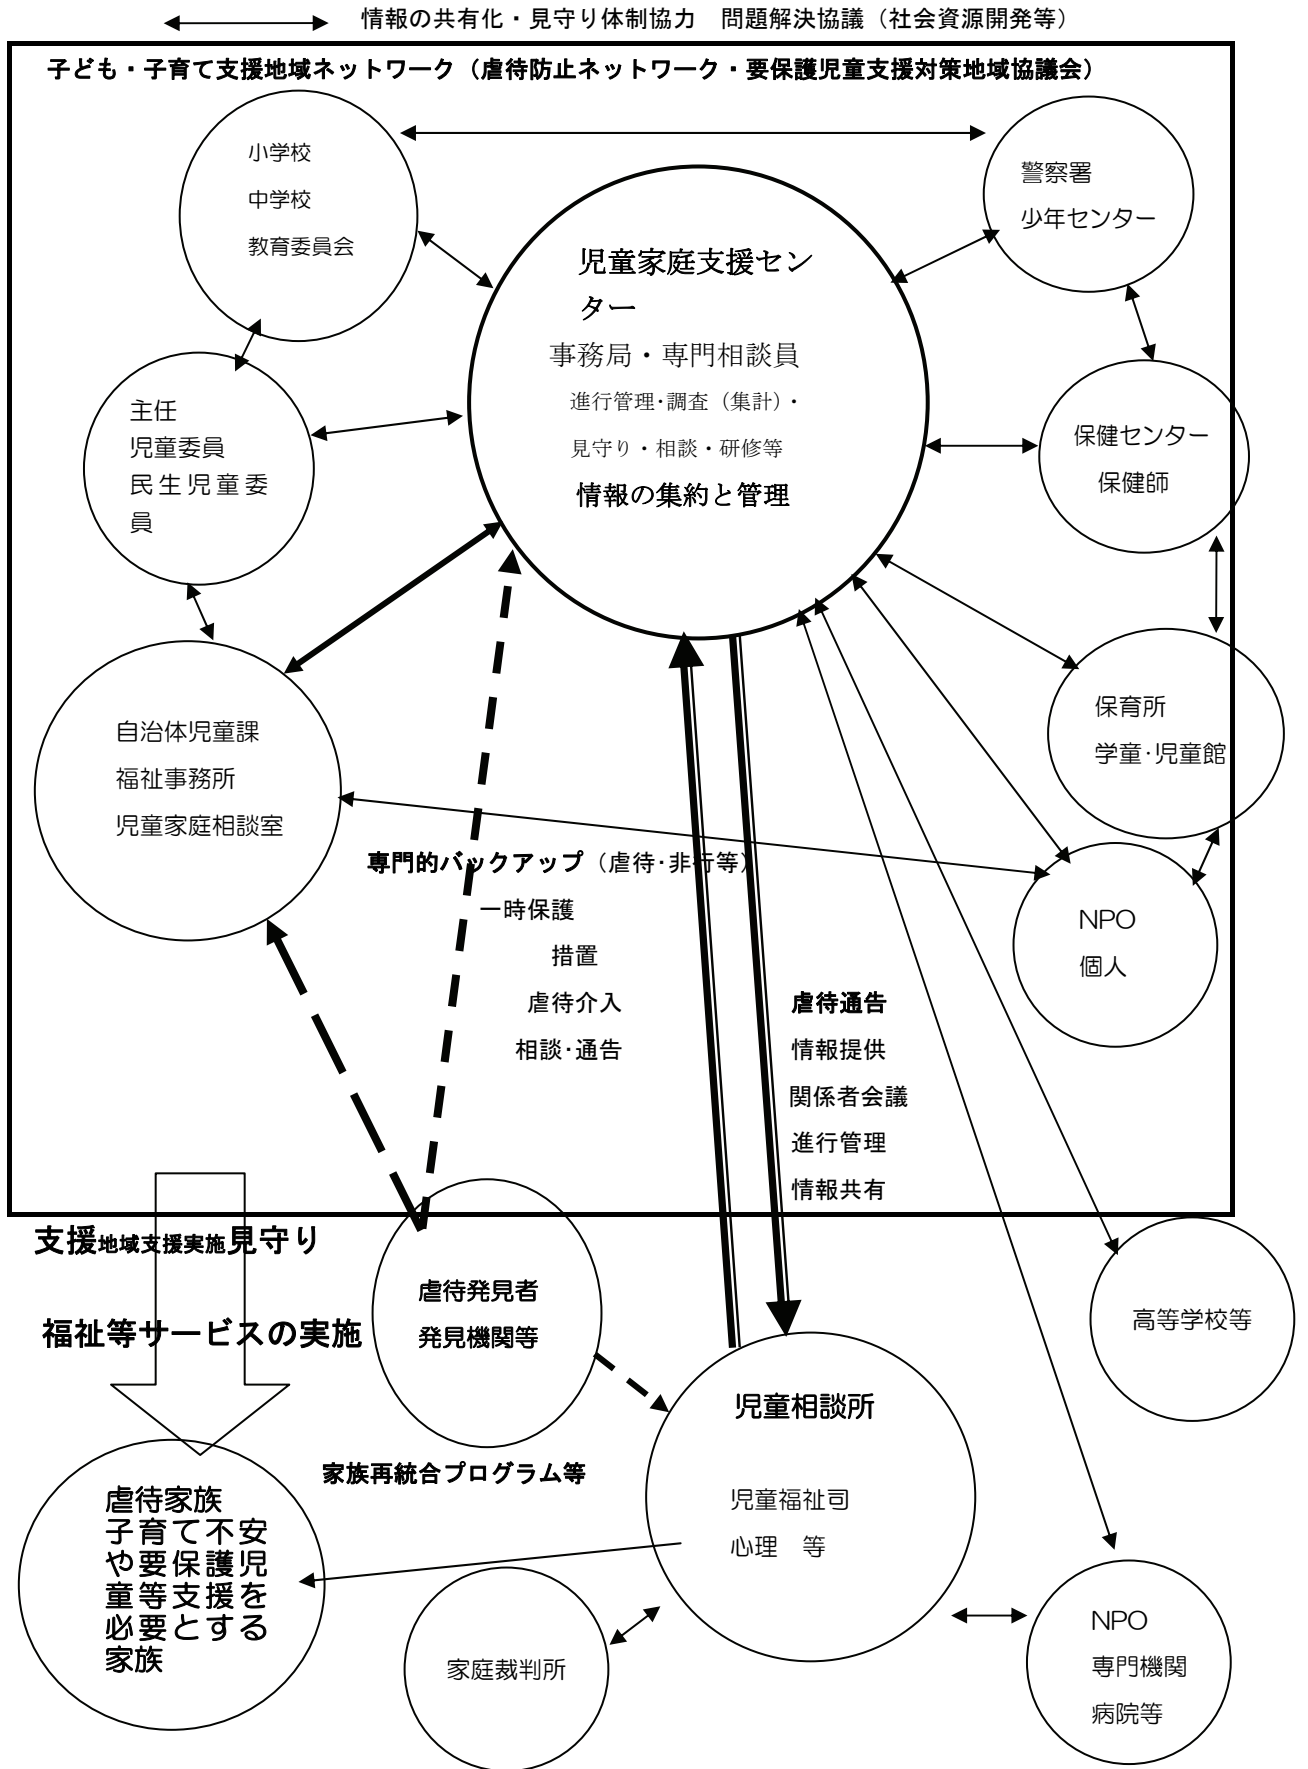 情報の共有化・見守り体制協力　問題解決協議（社会資源開発等）
子ども・子育て支援地域ネットワーク（虐待防止ネットワーク・要保護児童支援対策地域協議会）
小学校
中学校
教育委員会
警察署
少年センター
児童家庭支援セン
ター
事務局・専門相談員
進行管理･調査（集計）・
見守り・相談・研修等
情報の集約と管理
主任
児童委員
民生児童委
員
保健センター
保健師
自治体児童課
福祉事務所
児童家庭相談室
保育所
学童･児童館
専門的バックアップ（虐待･非行等）
一時保護
措置
虐待介入
相談･通告
NPO
個人
虐待通告
情報提供
関係者会議
進行管理
情報共有
支援地域支援実施見守り
福祉等サービスの実施
虐待発見者
発見機関等
高等学校等
児童相談所
児童福祉司
心理　等
家族再統合プログラム等
虐待家族
子育て不安
や要保護児
童等支援を
必要とする
家族
家庭裁判所
NPO
専門機関
病院等